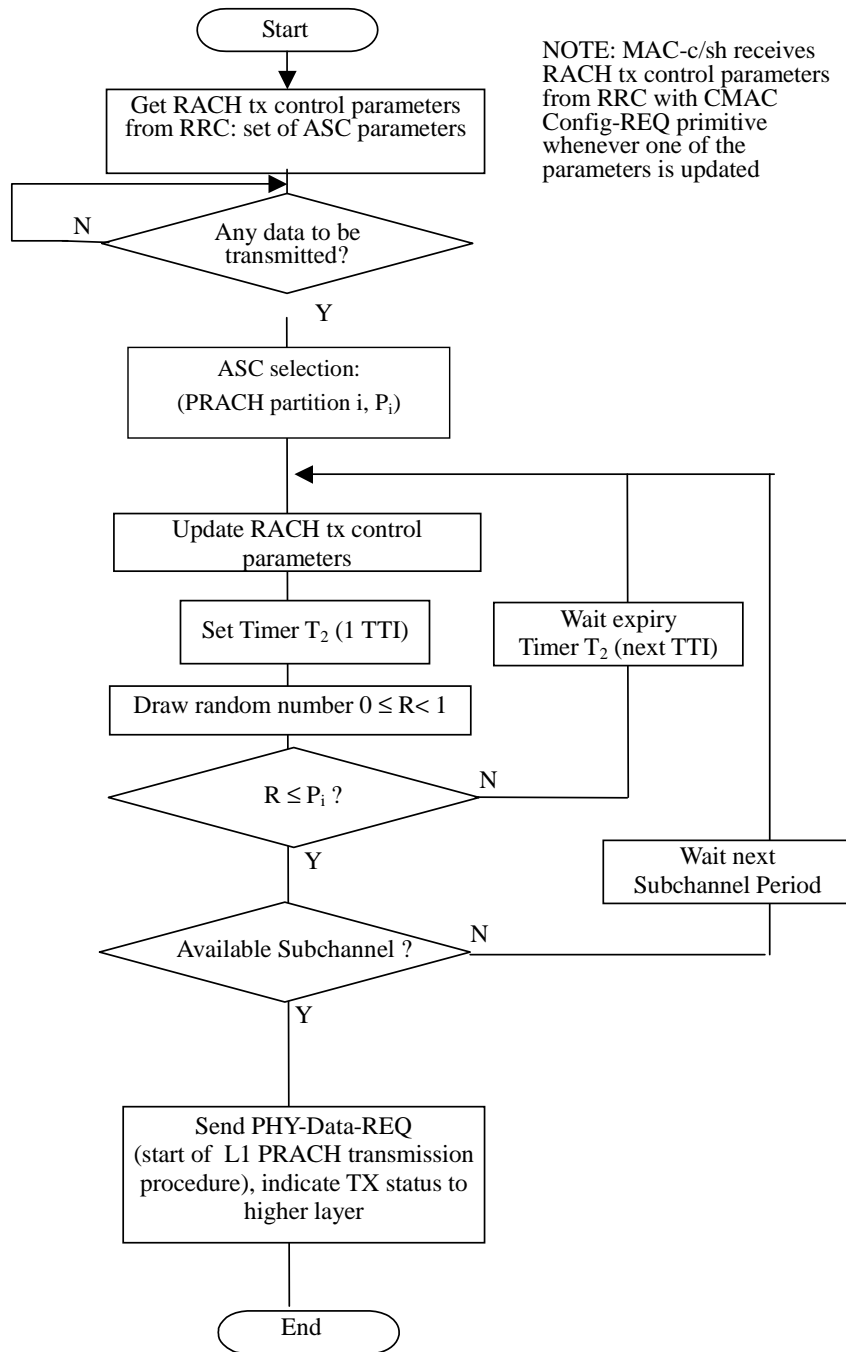 Start
NOTE: MAC-c/sh receives
RACH tx control parameters
from RRC with CMAC
Config-REQ primitive
whenever one of the
parameters is updated
Get RACH tx control parameters
from RRC: set of ASC parameters
N
Any data to be
transmitted?
Y
ASC selection:
(PRACH partition i, Pi)
Update RACH tx control
parameters
Set Timer T2 (1 TTI)
Wait expiry
Timer T2 (next TTI)
Draw random number 0 ≤ R< 1
R ≤ Pi ?
N
Y
Wait next
Subchannel Period
Available Subchannel ?
N
Y
Send PHY-Data-REQ
(start of L1 PRACH transmission
procedure), indicate TX status to
higher layer
End